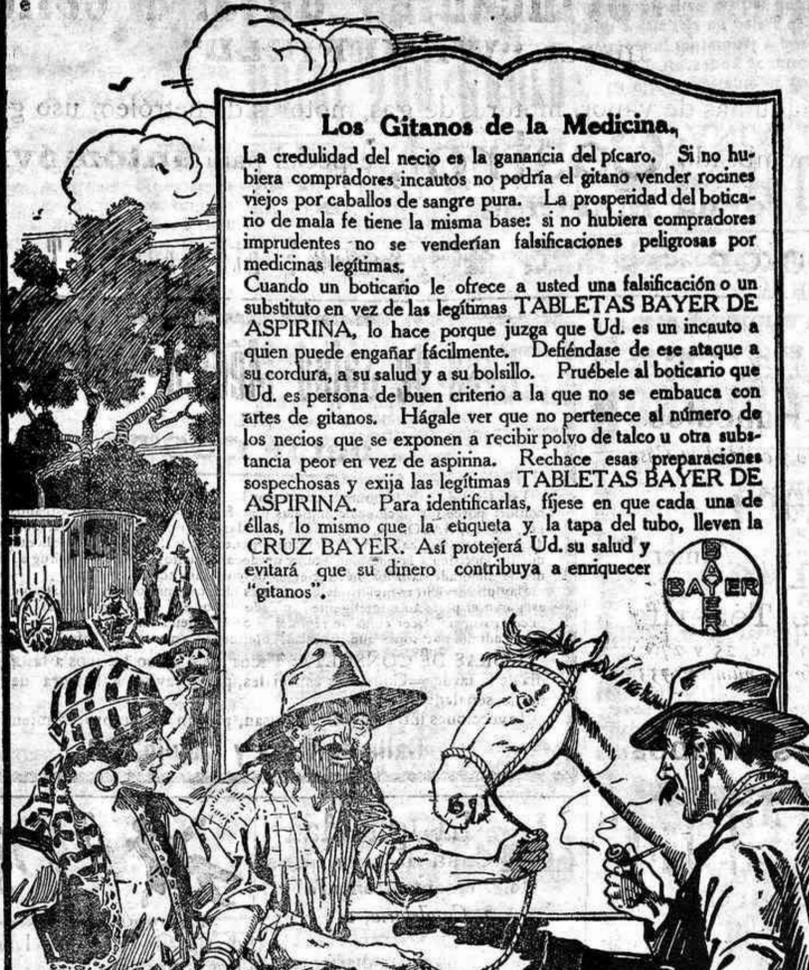 Los Gitanos de la Medicina.
La credulidad del necio es la ganancia del pícaro. Si no hu-
biera compradores incautos no podría el gitano vender rocines
viejos por caballos de sangre pura. La prosperidad del botica-
rio de mala fe tiene la misma base: si no hubiera compradores
imprudentes no se venderían falsificaciones peligrosas por
medicinas legítimas.
Cuando un boticario le ofrece a usted una falsificación o un
substituto en vez de las legítimas TABLETAS BAYER DE
ASPIRINA, lo hace porque juzga que Ud. es un incauto a
quien puede engañar fácilmente. Defiéndase de ese ataque a
su cordura, a su salud y a su bolsillo. Pruébele al boticario que
Ud. es persona de buen criterio a la que no se embauca con
artes de gitanos. Hágale ver que no pertenece al número de
los necios que se exponen a recibir polvo de talco u otra subs-
tancia peor en vez de aspirina. Rechace esas preparaciones
sospechosas y exija las legítimas TABLETAS BAYER DE
ASPIRINA. Para identificarlas, fíjese en que cada una de
éllas, lo mismo que la etiqueta y la tapa del tubo, lleven la
CRUZ BAYER. Así protejerá Ud. su salud y
evitará que su dinero contribuya a enriquecer
"gitanos".
BAYER
BAYER